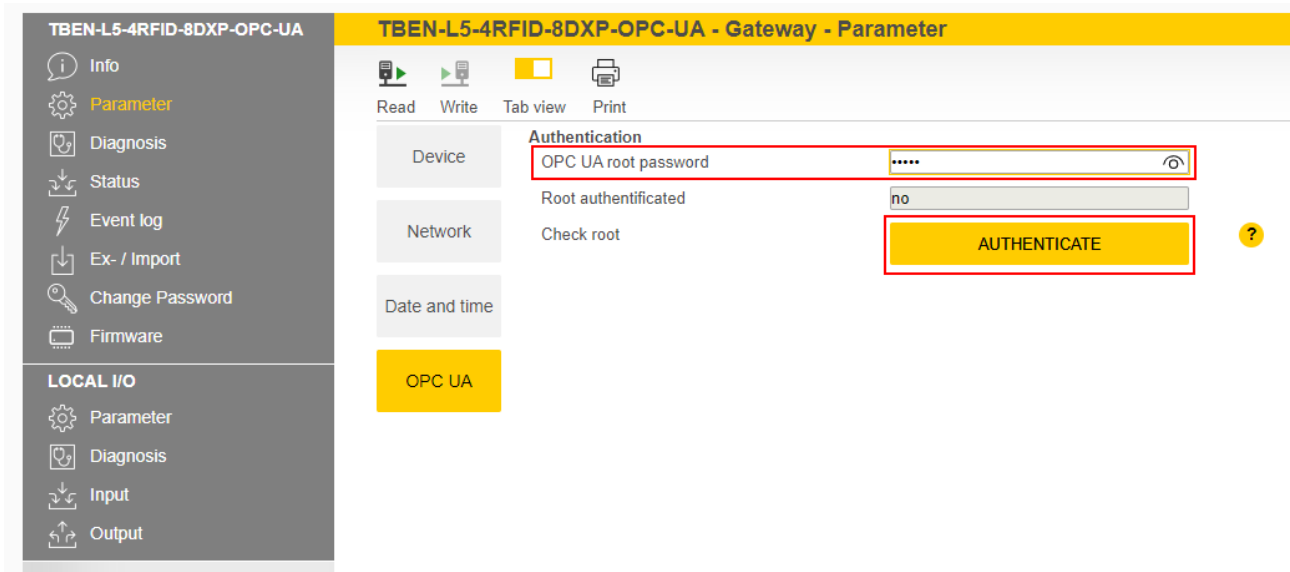 TBEN-L5-4RFID-8DXP-OPC-UA
Info
Parameter
Diagnosis
Status
Event log
Ex- / Import
Change Password
Firmware
LOCAL I/O
Parameter
Diagnosis
Input
Output
TBEN-L5-4RFID-8DXP-OPC-UA - Gateway - Parameter
Read Write Tab view Print
Device
Network
Date and time
OPC UA
Authentication
OPC UA root password •••••
Root authentificated no
Check root AUTHENTICATE ?